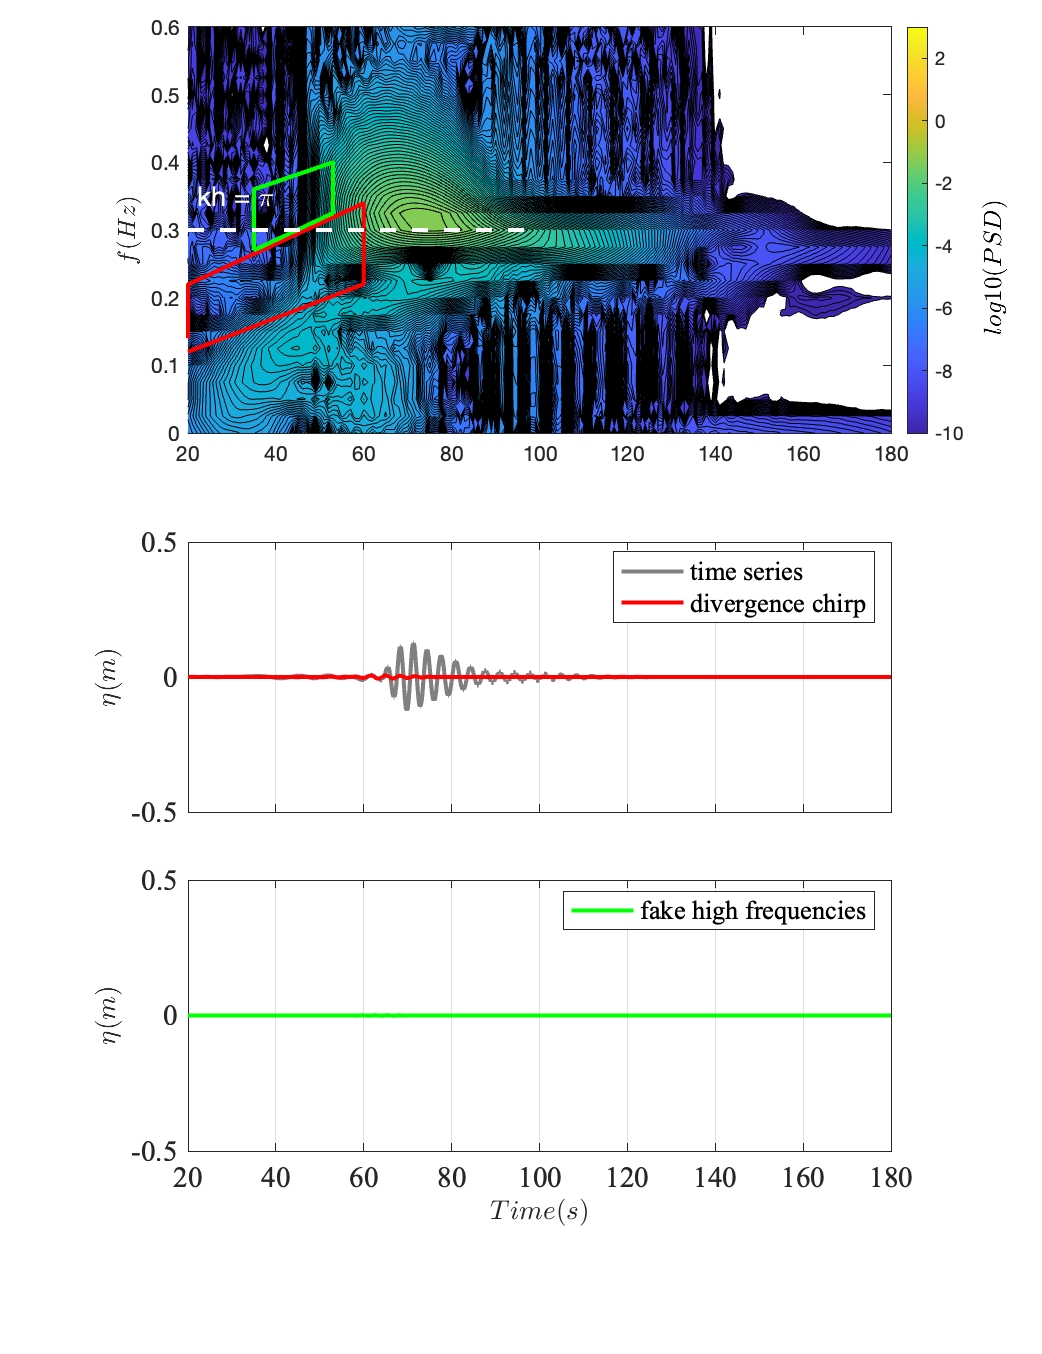 0.6
0.5
0.4
0.3
0.2
0.1
0
f(Hz)
kh = π
20 40 60 80 100 120 140 160 180
2
0
-2
-4
-6
-8
-10
log10(PSD)
0.5
0
-0.5
η(m)
time series
divergence chirp
0.5
0
-0.5
η(m)
fake high frequencies
20 40 60 80 100 120 140 160 180
Time(s)